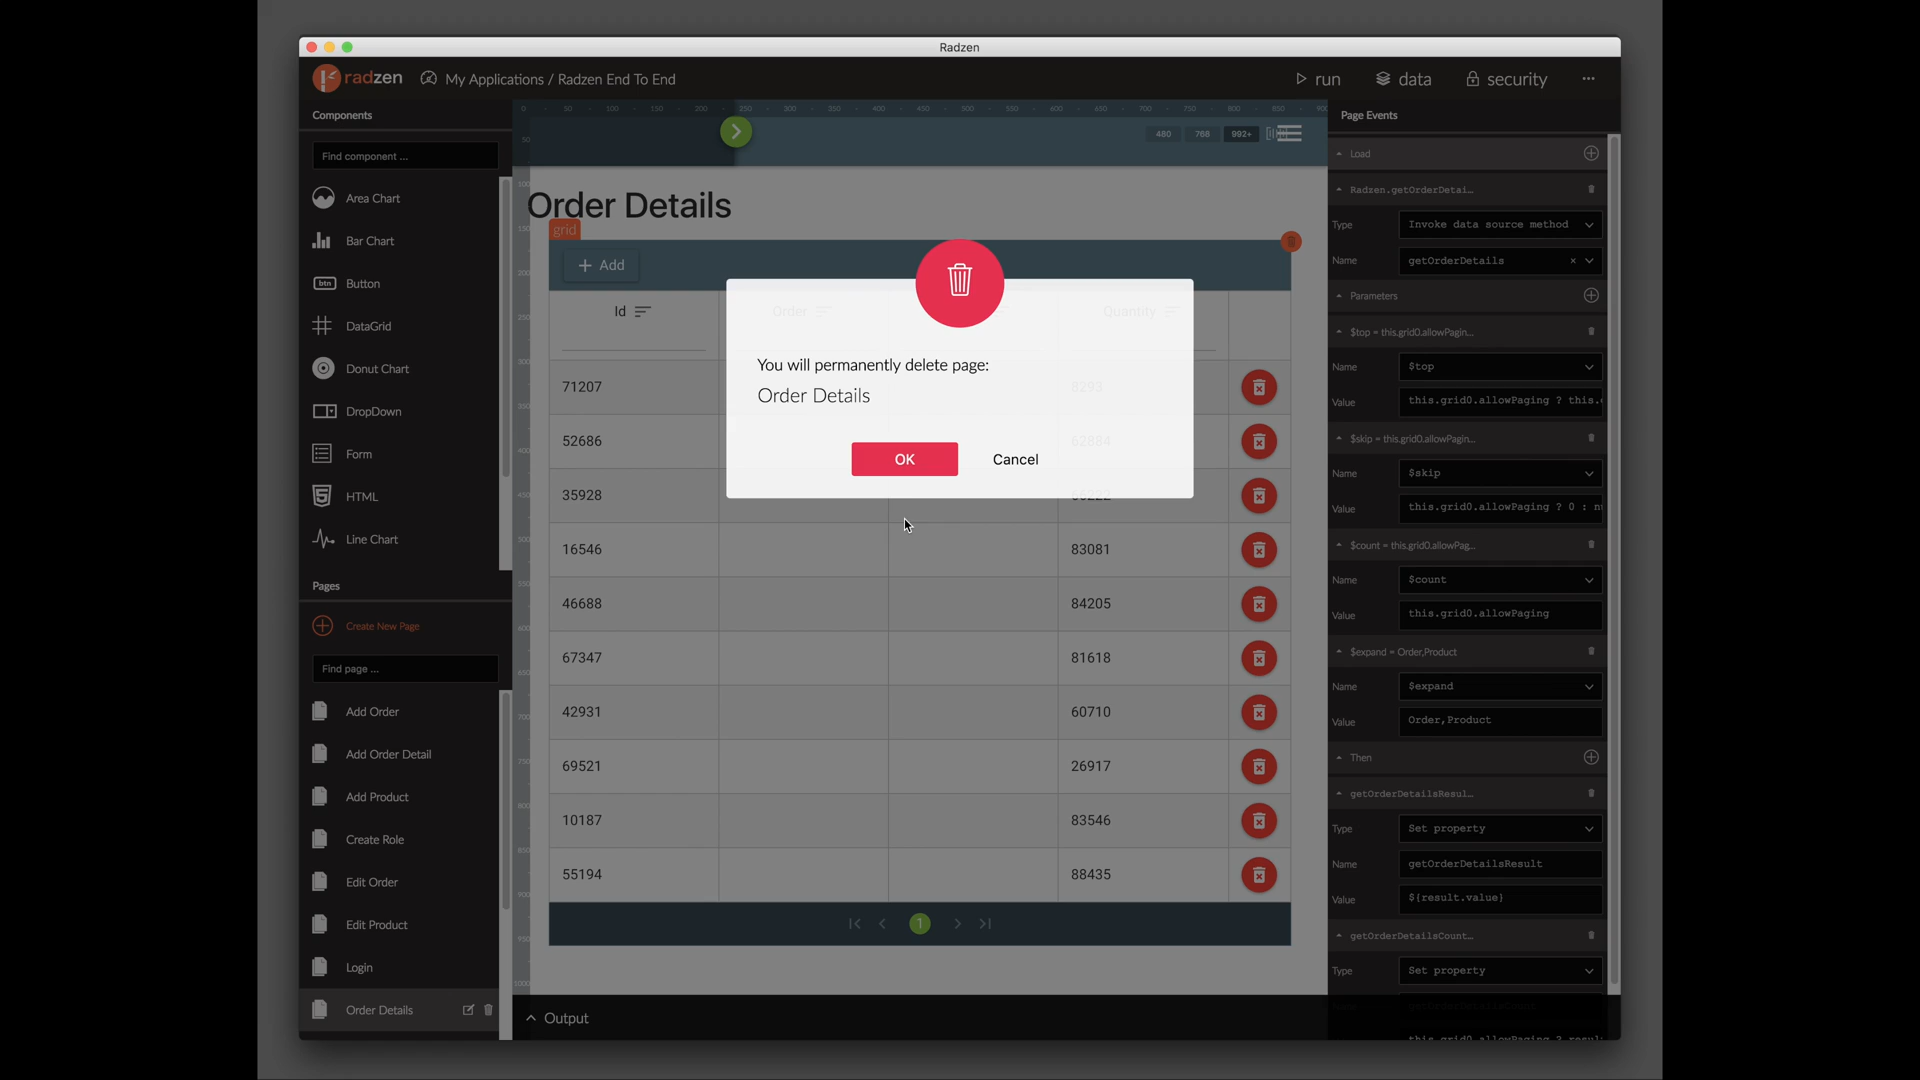 Radzen
radzen
My Applications / Radzen End To End
run
data
security
Components
Find component ...
Area Chart
Bar Chart
btn Button
DataGrid
Donut Chart
DropDown
Form
HTML
Line Chart
Pages
Create New Page
Find page ...
Add Order
Add Order Detail
Add Product
Create Role
Edit Order
Edit Product
Login
Order Details
480 768 992+
Order Details
grid
+ Add
Id Order Quantity
71207 8293
52686 62884
35928
16546 83081
46688 84205
67347 81618
42931 60710
69521 26917
10187 83546
55194 88435
1
You will permanently delete page:
Order Details
OK Cancel
Output
Page Events
Load
Radzen.getOrderDetai...
Type Invoke data source method
Name getOrderDetails
Parameters
$top = this.grid0.allowPagin...
Name $top
Value this.grid0.allowPaging ? this.
$skip = this.grid0.allowPagin...
Name $skip
Value this.grid0.allowPaging ? 0 :
$count = this.grid0.allowPag...
Name $count
Value this.grid0.allowPaging
$expand = Order,Product
Name $expand
Value Order,Product
Then
getOrderDetailsResul...
Type Set property
Name getOrderDetailsResult
Value ${result.value}
getOrderDetailsCount...
Type Set property